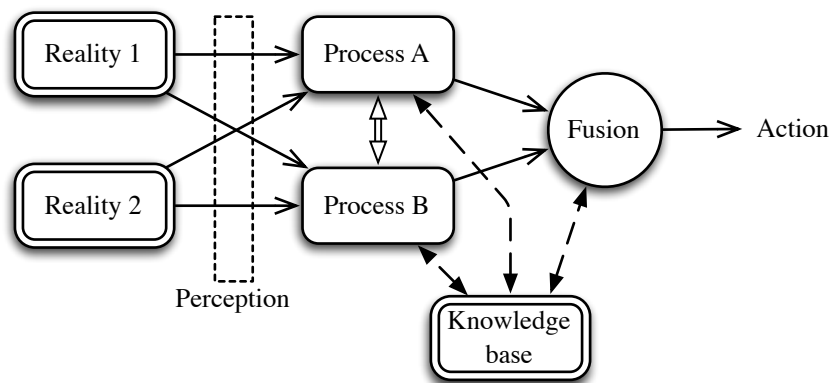 Reality 1
Process A
Fusion
Action
Reality 2
Process B
Perception
Knowledge
base